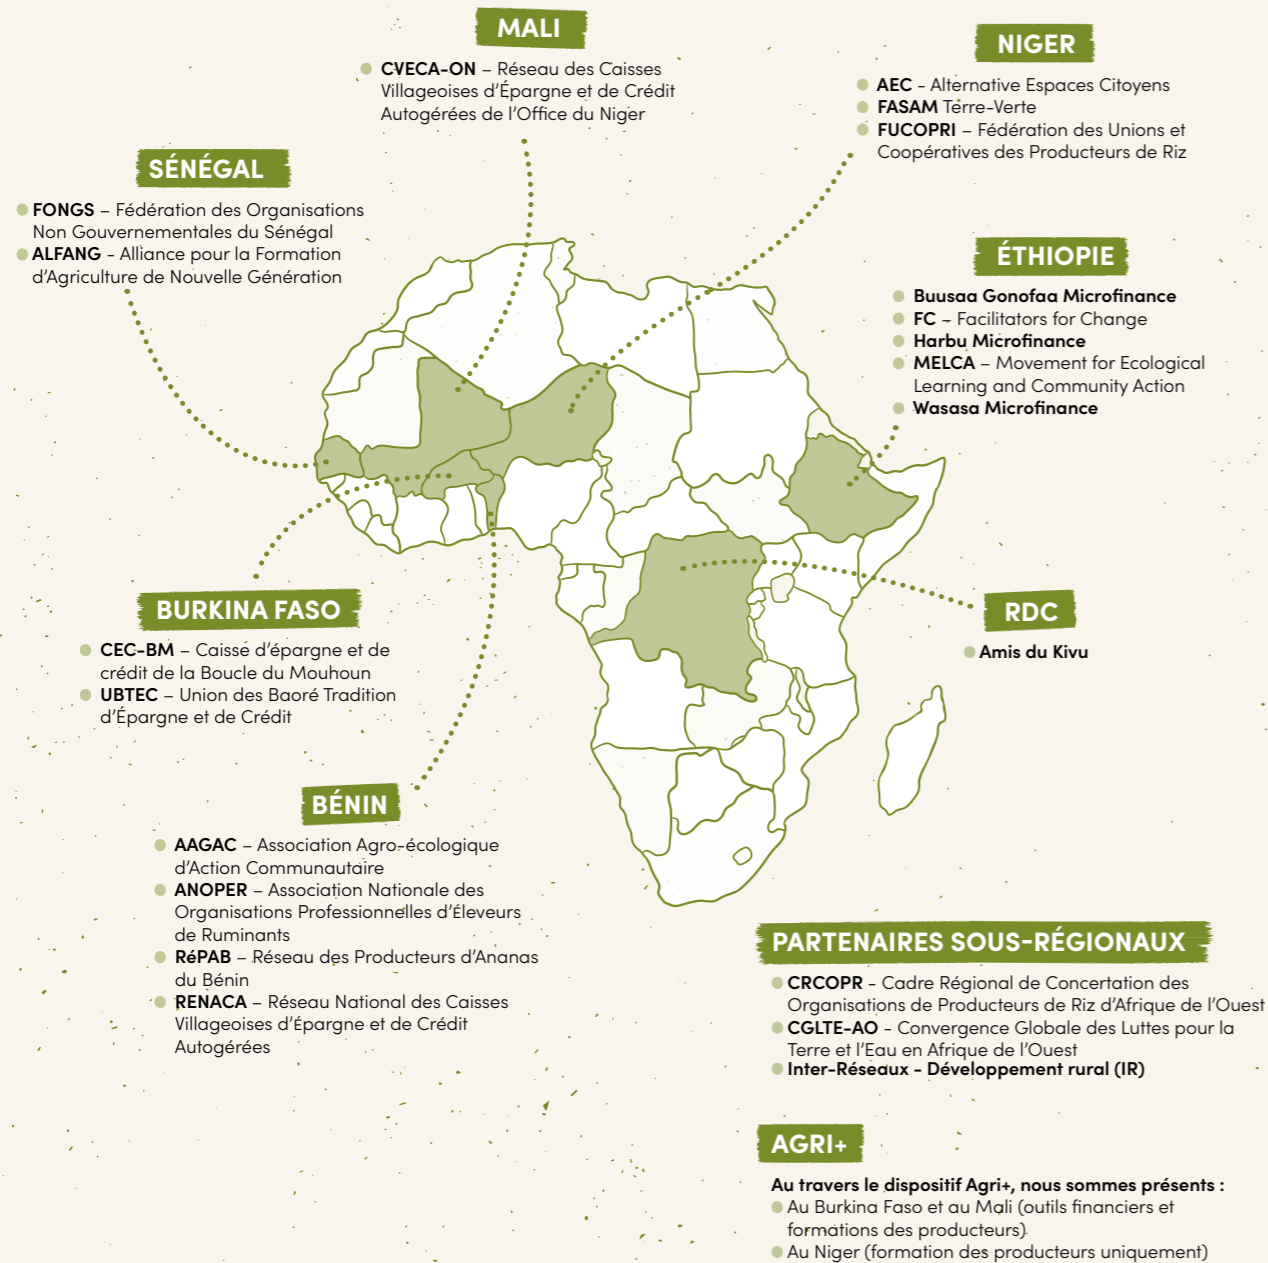 MALI
CVECA-ON – Réseau des Caisses
Villageoises d’Épargne et de Crédit
Autogérées de l’Office du Niger
NIGER
AEC - Alternative Espaces Citoyens
FASAM Terre-Verte
FUCOPRI – Fédération des Unions et
Coopératives des Producteurs de Riz
SÉNÉGAL
FONGS – Fédération des Organisations
Non Gouvernementales du Sénégal
ALFANG - Alliance pour la Formation
d’Agriculture de Nouvelle Génération
ÉTHIOPIE
Buusaa Gonofaa Microfinance
FC – Facilitators for Change
Harbu Microfinance
MELCA – Movement for Ecological
Learning and Community Action
Wasasa Microfinance
BURKINA FASO
CEC-BM – Caisse d’épargne et de
crédit de la Boucle du Mouhoun
UBTEC – Union des Baoré Tradition
d’Épargne et de Crédit
RDC
Amis du Kivu
BÉNIN
AAGAC – Association Agro-écologique
d’Action Communautaire
ANOPER – Association Nationale des
Organisations Professionnelles d’Éleveurs
de Ruminants
RéPAB – Réseau des Producteurs d’Ananas
du Bénin
RENACA – Réseau National des Caisses
Villageoises d’Épargne et de Crédit
Autogérées
PARTENAIRES SOUS-RÉGIONAUX
CRCOPR - Cadre Régional de Concertation des
Organisations de Producteurs de Riz d’Afrique de l’Ouest
CGLTE-AO - Convergence Globale des Luttes pour la
Terre et l’Eau en Afrique de l’Ouest
Inter-Réseaux - Développement rural (IR)
AGRI+
Au travers le dispositif Agri+, nous sommes présents :
Au Burkina Faso et au Mali (outils financiers et
formations des producteurs)
Au Niger (formation des producteurs uniquement)